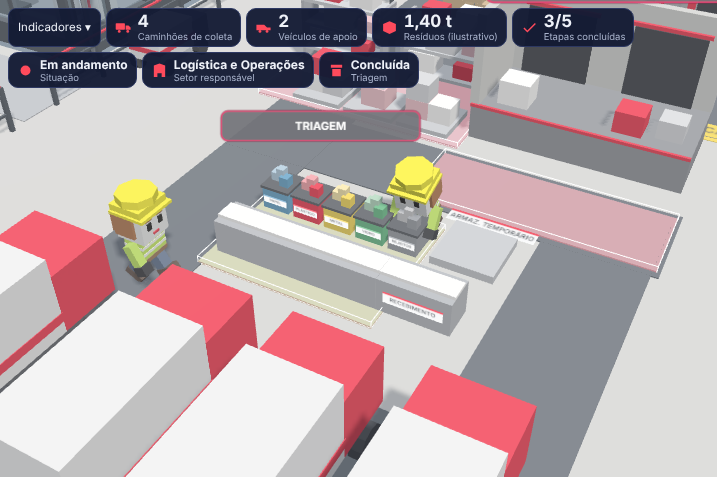 Indicadores ▾
4
Caminhões de coleta
2
Veículos de apoio
1,40 t
Resíduos (ilustrativo)
3/5
Etapas concluídas
Em andamento
Situação
Logística e Operações
Setor responsável
Concluída
Triagem
TRIAGEM
ARMAZ. TEMPORÁRIO
RECEBIMENTO